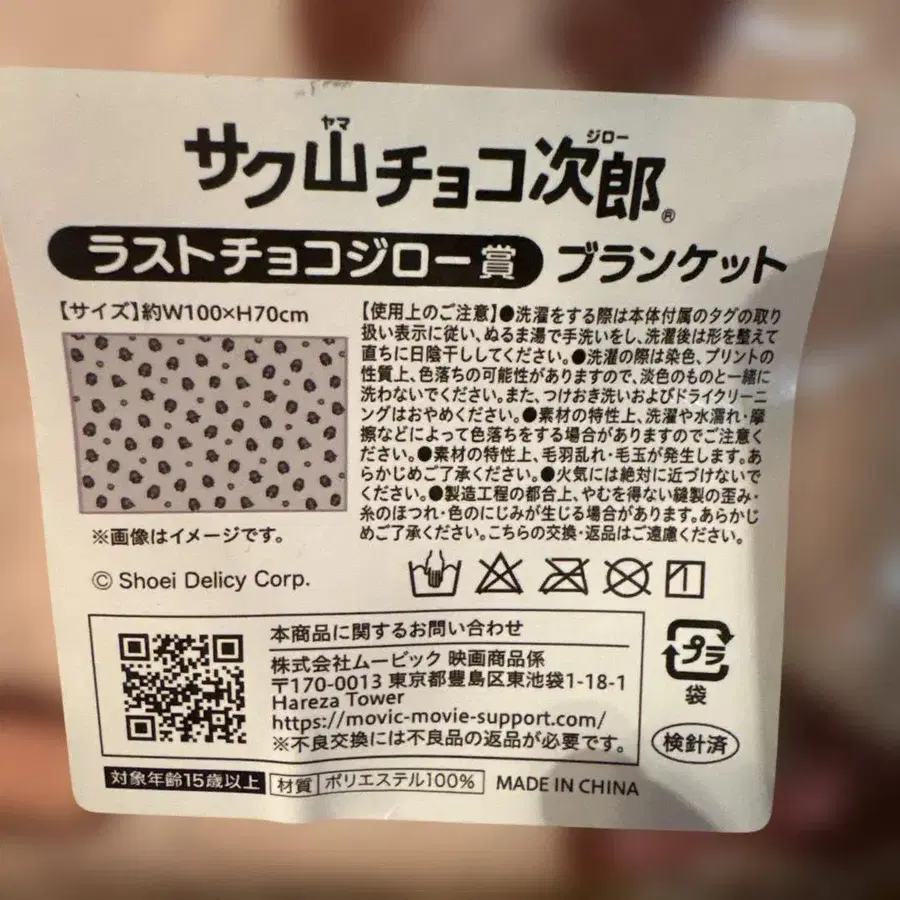 サク山チョコ次郎®
ヤマ
ジロー
ラストチョコジロー賞 ブランケット
【サイズ】約W100×H70cm
※画像はイメージです。
© Shoei Delicy Corp.
【使用上のご注意】●洗濯をする際は本体付属のタグの取り
扱い表示に従い、ぬるま湯で手洗いをし、洗濯後は形を整えて
直ちに日陰干ししてください。●洗濯の際は染色、プリントの
性質上、色落ちの可能性がありますので、淡色のものと一緒に
洗わないでください。また、つけおき洗いおよびドライクリーニ
ングはおやめください。●素材の特性上、洗濯や水濡れ・摩
擦などによって色落ちをする場合がありますのでご注意く
ださい。●素材の特性上、毛羽乱れ・毛玉が発生します。あ
らかじめご了承ください。●火気には絶対に近づけないで
ください。●製造工程の都合上、やむを得ない縫製の歪み・
糸のほつれ・色のにじみが生じる場合があります。あらかじ
めご了承ください。こちらの交換・返品はご遠慮ください。
本商品に関するお問い合わせ
株式会社ムービック 映画商品係
〒170-0013 東京都豊島区東池袋1-18-1
Hareza Tower
https://movic-movie-support.com/
※不良交換には不良品の返品が必要です。
プラ
袋
検針済
対象年齢15歳以上 材質 ポリエステル100% MADE IN CHINA